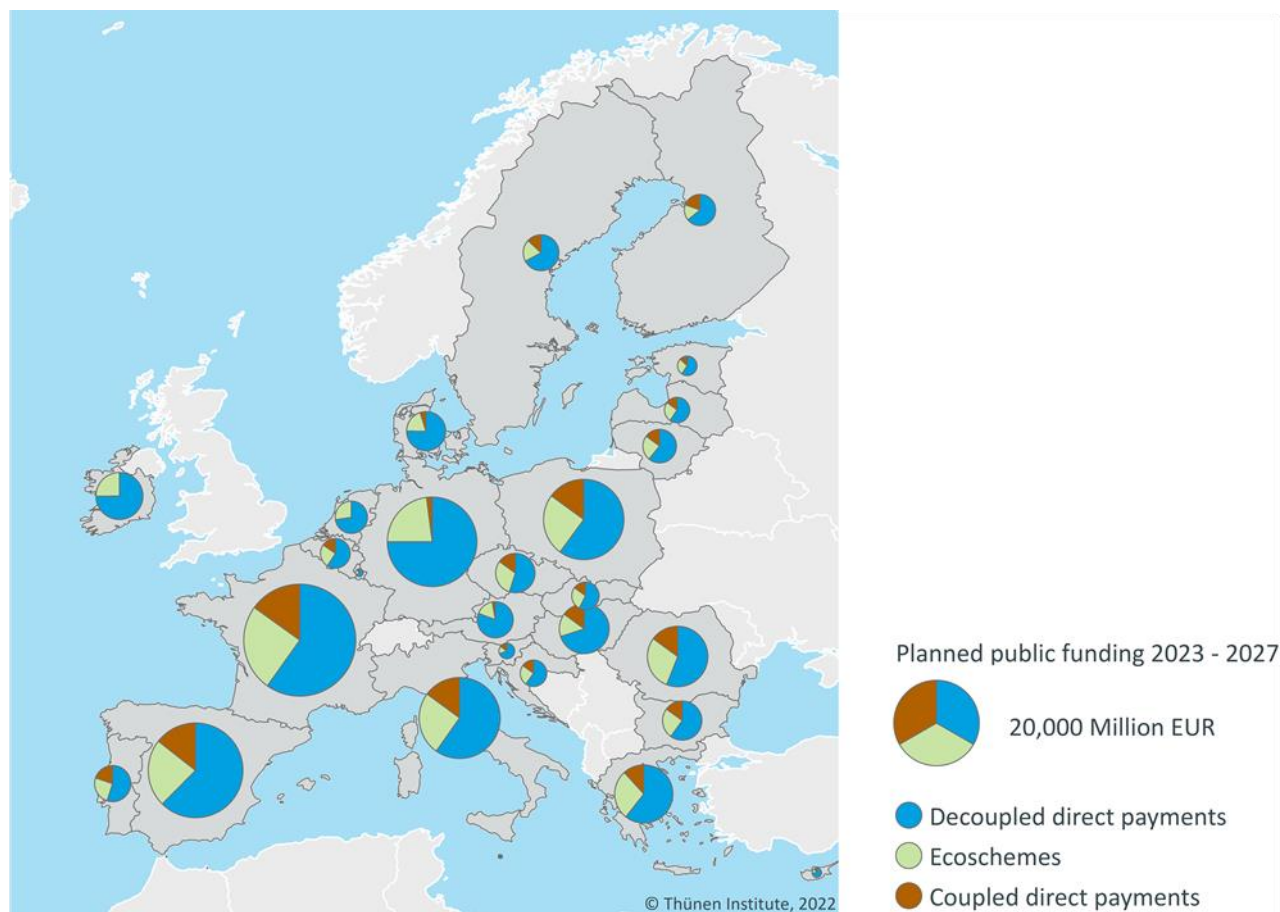 Planned public funding 2023 - 2027
20,000 Million EUR
Decoupled direct payments
Ecoschemes
Coupled direct payments
© Thünen Institute, 2022